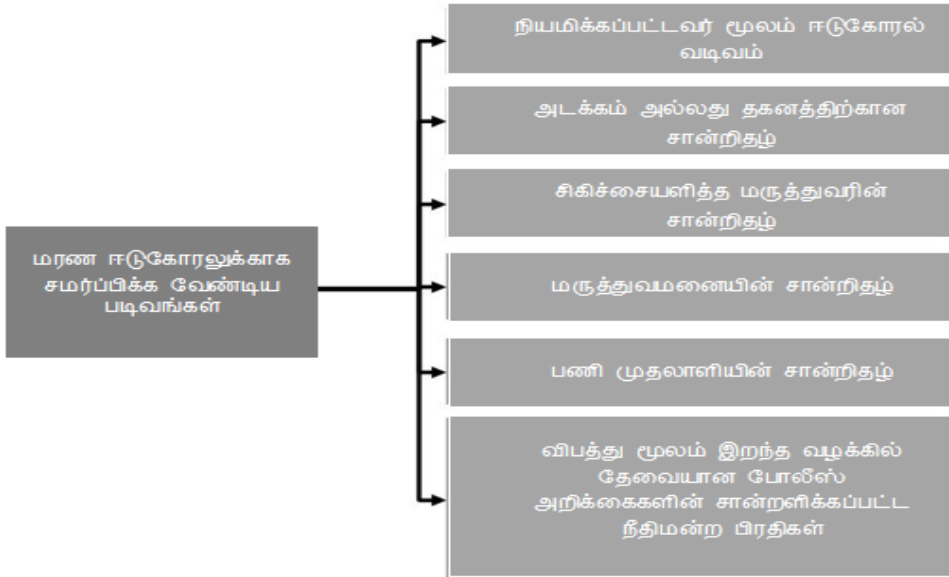 மரண ஈடுகோரலுக்காக
சமர்ப்பிக்க வேண்டிய
படிவங்கள்
நியமிக்கப்பட்டவர் மூலம் ஈடுகோரல்
வடிவம்
அடக்கம் அல்லது தகனத்திற்கான
சான்றிதழ்
சிகிச்சையளித்த மருத்துவரின்
சான்றிதழ்
மருத்துவமனையின் சான்றிதழ்
பணி முதலாளியின் சான்றிதழ்
விபத்து மூலம் இறந்த வழக்கில்
தேவையான போலீஸ்
அறிக்கைகளின் சான்றளிக்கப்பட்ட
நீதிமன்ற பிரதிகள்